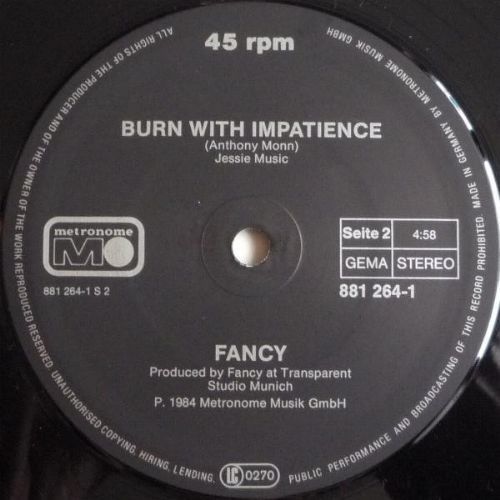 45 rpm
BURN WITH IMPATIENCE
(Anthony Monn)
Jessie Music
metronome
M
881 264-1 S 2
Seite 2 4:58
GEMA STEREO
881 264-1
FANCY
Produced by Fancy at Transparent
Studio Munich
P. 1984 Metronome Musik GmbH
ALL RIGHTS OF THE PRODUCER AND OF THE OWNER OF THE WORK REPRODUCED RESERVED. UNAUTHORISED COPYING, HIRING, LENDING, PUBLIC PERFORMANCE AND BROADCASTING OF THIS RECORD PROHIBITED. MADE IN GERMANY BY METRONOME MUSIK GMBH
LC 0270